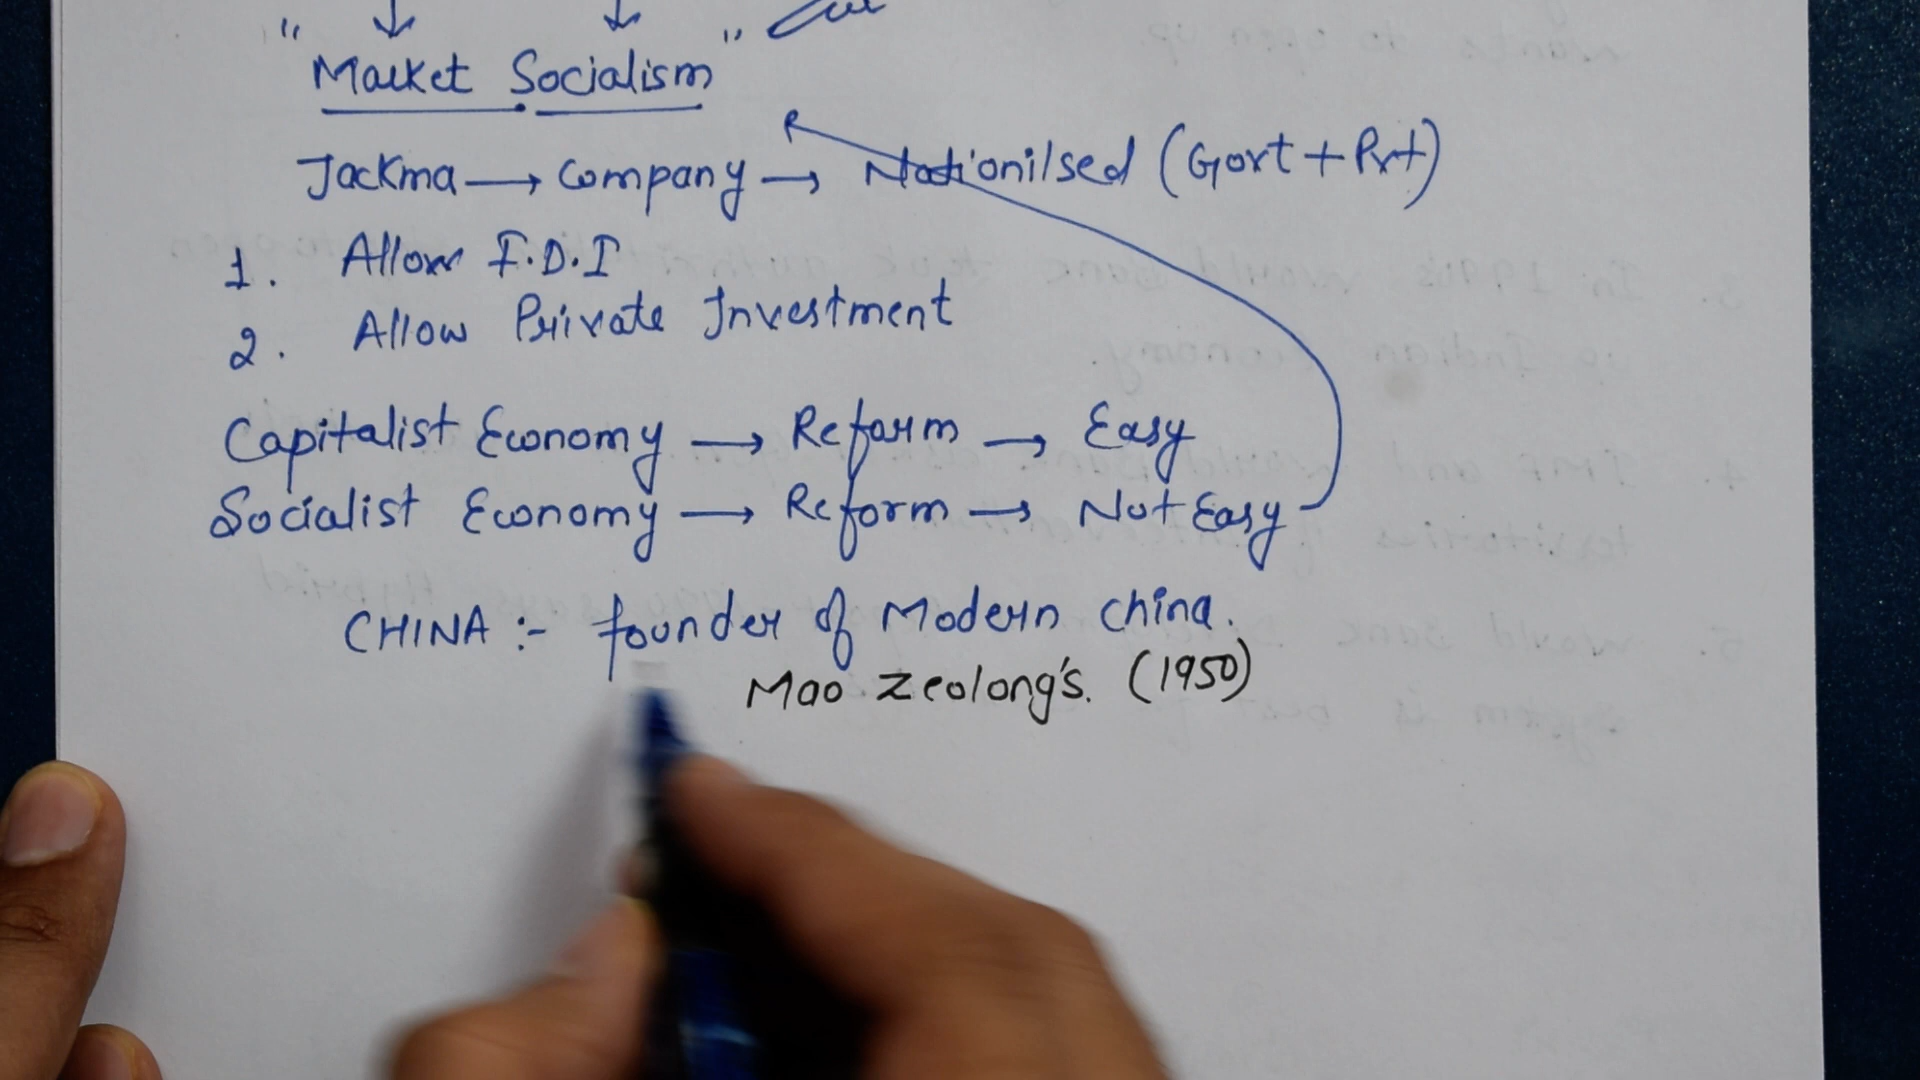 "Market Socialism"
Jackma → Company → Nationilsed (Govt + Pvt)
1. Allow F.D.I
2. Allow Private Investment
Capitalist Economy → Reform → Easy
Socialist Economy → Reform → Not Easy
CHINA :- founder of Modern China.
Mao Zeolong's. (1950)